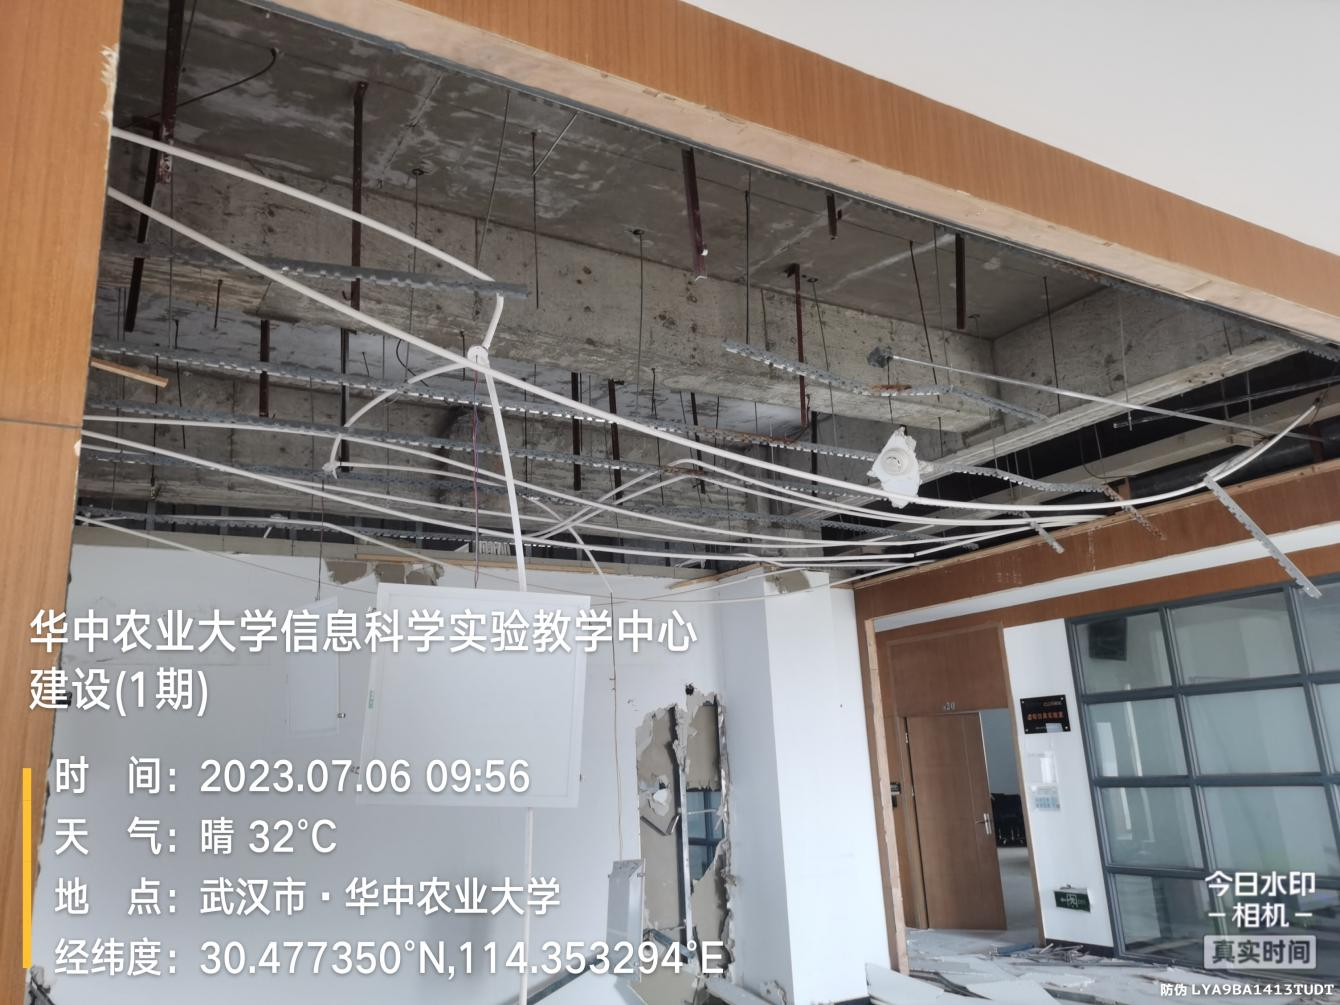 华中农业大学信息科学实验教学中心
建设(1期)
时 间：2023.07.06 09:56
天 气：晴 32°C
地 点：武汉市·华中农业大学
经纬度：30.477350°N,114.353294°E
今日水印
相机
真实时间
防伪 LYA9BA1413TUDT